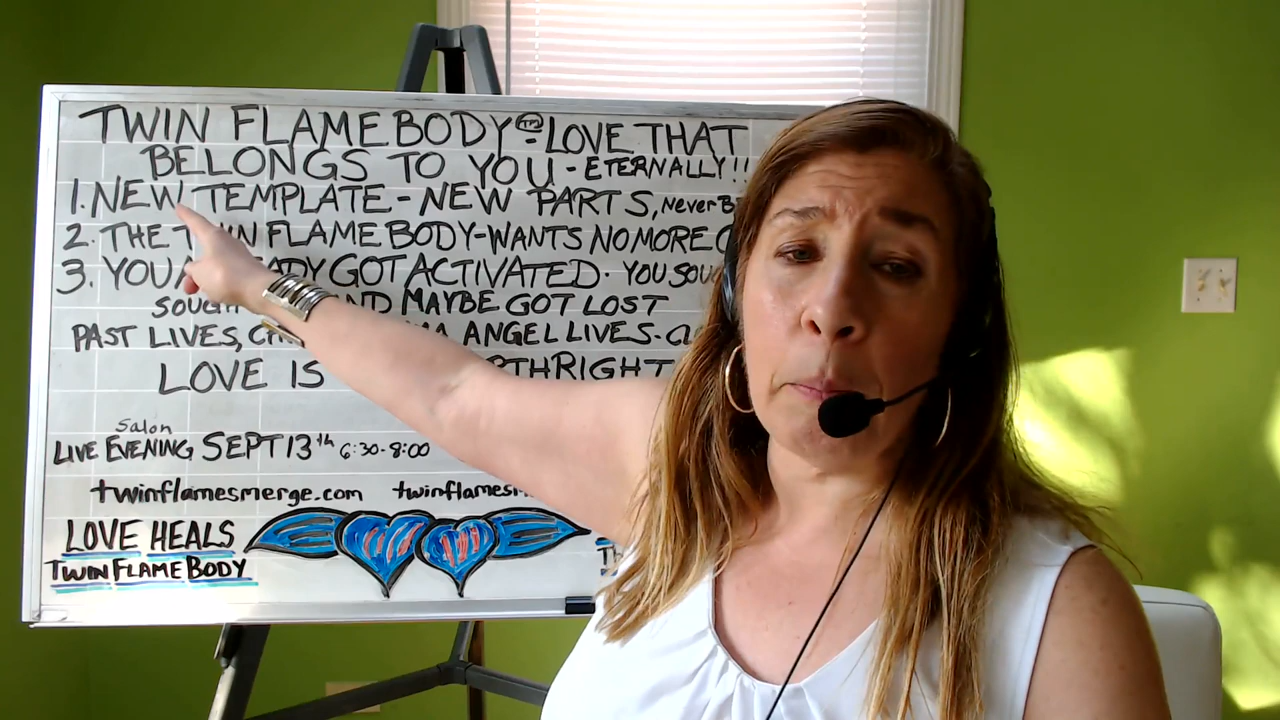 TWIN FLAME BODY - LOVE THAT
BELONGS TO YOU - ETERNALLY!!
1. NEW TEMPLATE - NEW PARTS, Never
2. THE FLAME BODY - WANTS NO MORE
3. YOU GOT ACTIVATED. YOU
MAYBE GOT LOST
PAST LIVES, ANGEL LIVES -
LOVE IS
Salon
LIVE EVENING SEPT 13th 6:30-8:00
twinflamesmerge.com
LOVE HEALS
TWIN FLAME BODY